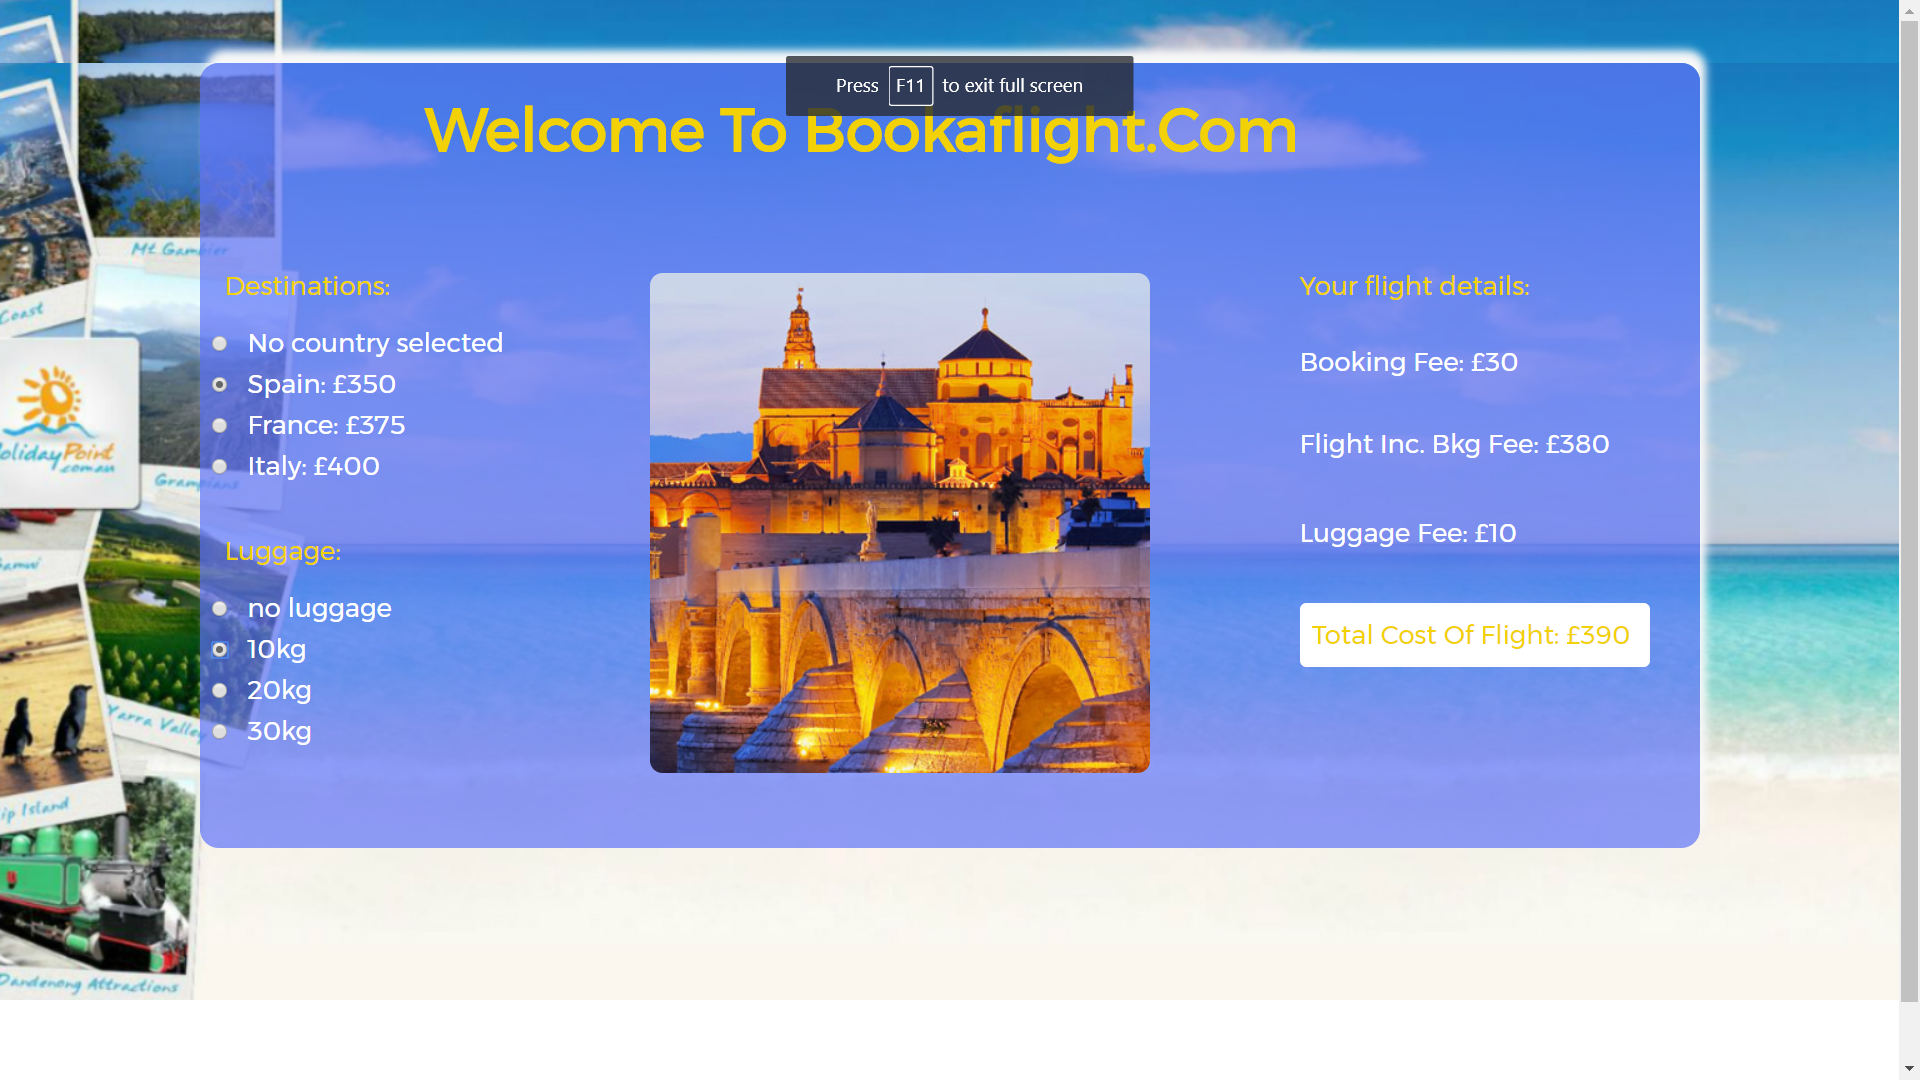 Press F11 to exit full screen
Welcome To Bookaflight.Com
Mt Gambier
Destinations:
No country selected
Spain: £350
France: £375
Italy: £400
Luggage:
no luggage
10kg
20kg
30kg
Your flight details:
Booking Fee: £30
Flight Inc. Bkg Fee: £380
Luggage Fee: £10
Total Cost Of Flight: £390
Coast
olidayPoint
.com.au
Grampians
Yarra Valley
ip Island
Dandenong Attractions